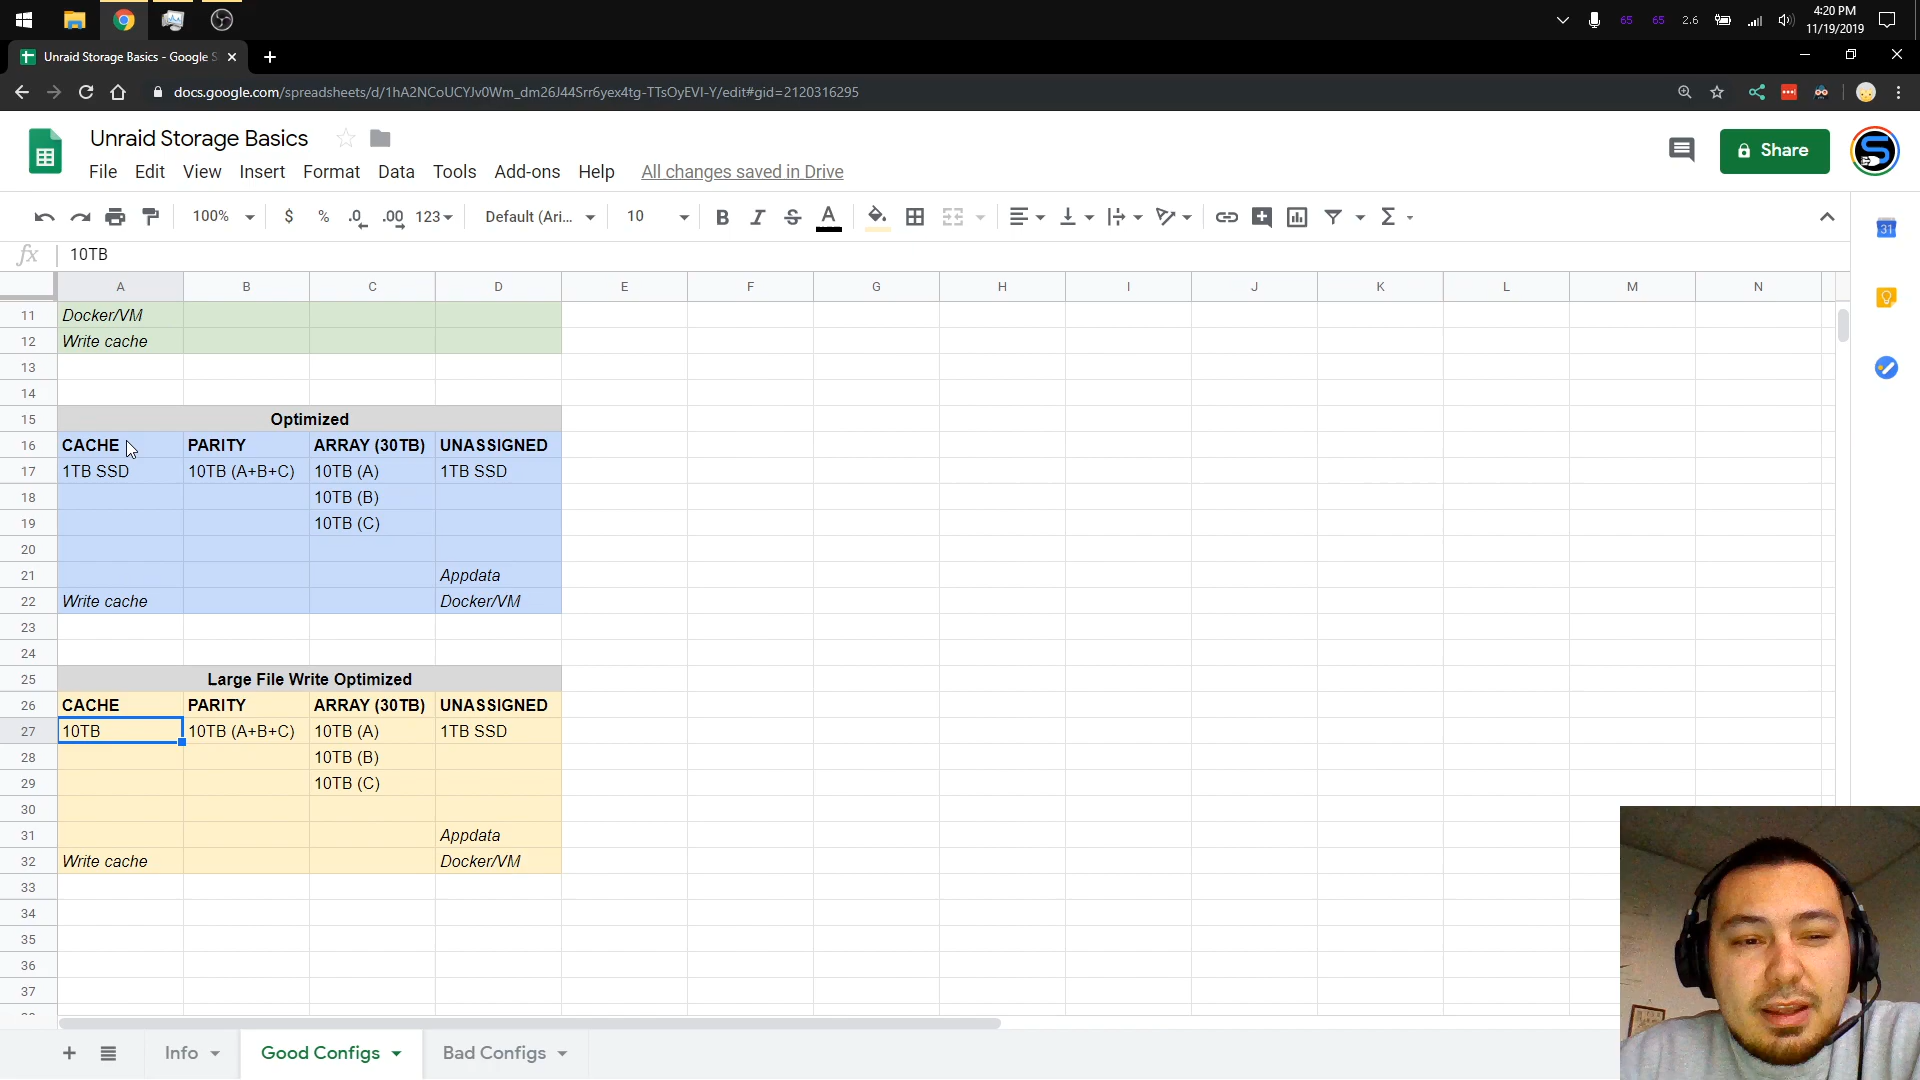 4:20 PM
65 65 2.6
11/19/2019
Unraid Storage Basics - Google S
docs.google.com/spreadsheets/d/1hA2NCoUCYJv0Wm_dm26J44Srr6yex4tg-TTsOyEVI-Y/edit#gid=2120316295
Unraid Storage Basics
Share
File Edit View Insert Format Data Tools Add-ons Help All changes saved in Drive
100% $ % .0 .00 123 Default (Ari... 10 B I S A Σ
fx 10TB
A B C D E F G H I J K L M N
11 Docker/VM
12 Write cache
13
14
15 Optimized
16 CACHE PARITY ARRAY (30TB) UNASSIGNED
17 1TB SSD 10TB (A+B+C) 10TB (A) 1TB SSD
18 10TB (B)
19 10TB (C)
20
21 Appdata
22 Write cache Docker/VM
23
24
25 Large File Write Optimized
26 CACHE PARITY ARRAY (30TB) UNASSIGNED
27 10TB 10TB (A+B+C) 10TB (A) 1TB SSD
28 10TB (B)
29 10TB (C)
30
31 Appdata
32 Write cache Docker/VM
33
34
35
36
37
31
Info Good Configs Bad Configs